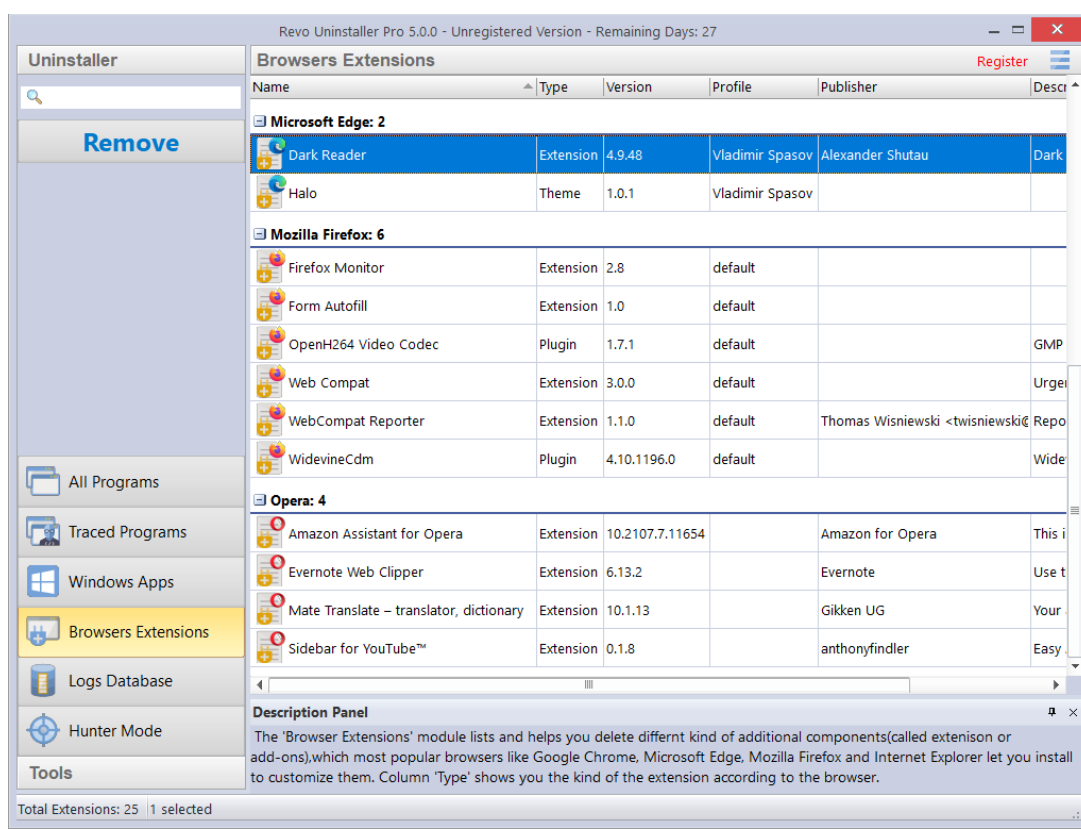 Revo Uninstaller Pro 5.0.0 - Unregistered Version - Remaining Days: 27
Uninstaller
Browsers Extensions
Register
Name Type Version Profile Publisher Descr
Remove
Microsoft Edge: 2
Dark Reader Extension 4.9.48 Vladimir Spasov Alexander Shutau Dark
Halo Theme 1.0.1 Vladimir Spasov
Mozilla Firefox: 6
Firefox Monitor Extension 2.8 default
Form Autofill Extension 1.0 default
OpenH264 Video Codec Plugin 1.7.1 default GMP
Web Compat Extension 3.0.0 default Urge
WebCompat Reporter Extension 1.1.0 default Thomas Wisniewski <twisniewski@ Repo
WidevineCdm Plugin 4.10.1196.0 default Wide
Opera: 4
Amazon Assistant for Opera Extension 10.2107.7.11654 Amazon for Opera This i
Evernote Web Clipper Extension 6.13.2 Evernote Use t
Mate Translate – translator, dictionary Extension 10.1.13 Gikken UG Your
Sidebar for YouTube™ Extension 0.1.8 anthonyfindler Easy
All Programs
Traced Programs
Windows Apps
Browsers Extensions
Logs Database
Hunter Mode
Tools
Description Panel
The 'Browser Extensions' module lists and helps you delete differnt kind of additional components(called extenison or
add-ons),which most popular browsers like Google Chrome, Microsoft Edge, Mozilla Firefox and Internet Explorer let you install
to customize them. Column 'Type' shows you the kind of the extension according to the browser.
Total Extensions: 25 1 selected